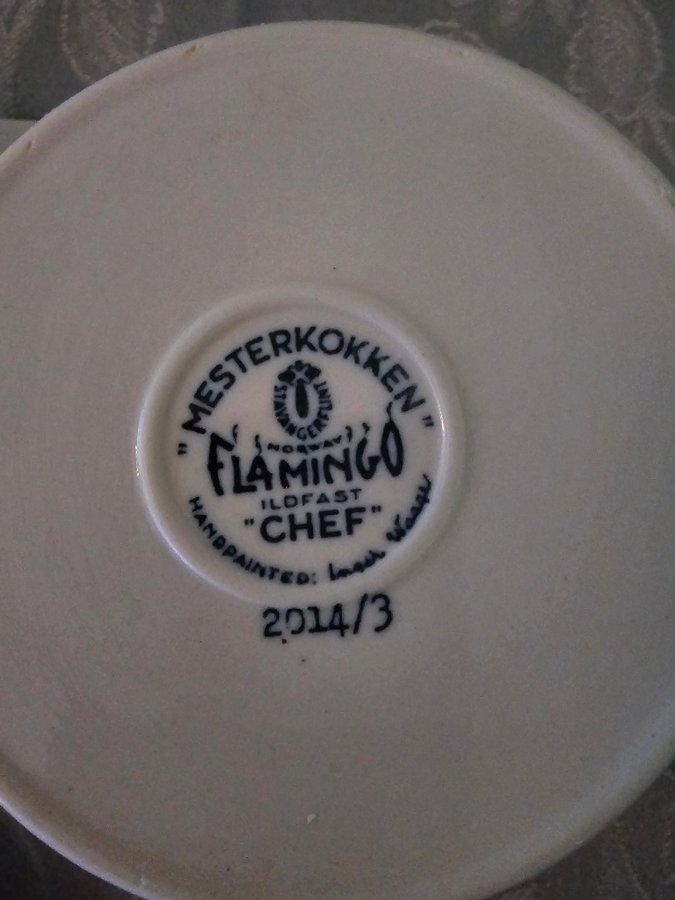 "MESTERKOKKEN"
STAVANGERFLINT
NORWAY
FLAMINGO
ILDFAST
"CHEF"
HANDPAINTED: Inger Waage
2014/3